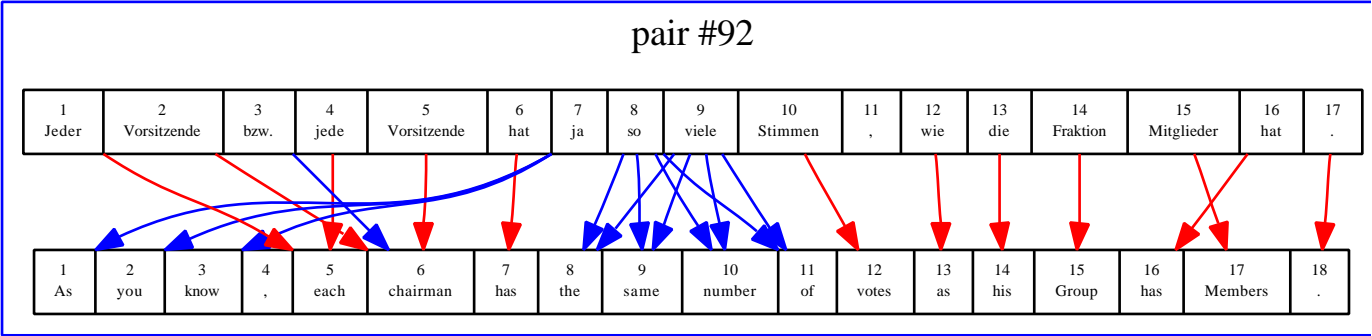 pair #92
1 2 3 4 5 6 7 8 9 10 11 12 13 14 15 16 17
Jeder Vorsitzende bzw. jede Vorsitzende hat ja so viele Stimmen , wie die Fraktion Mitglieder hat .
1 2 3 4 5 6 7 8 9 10 11 12 13 14 15 16 17 18
As you know , each chairman has the same number of votes as his Group has Members .